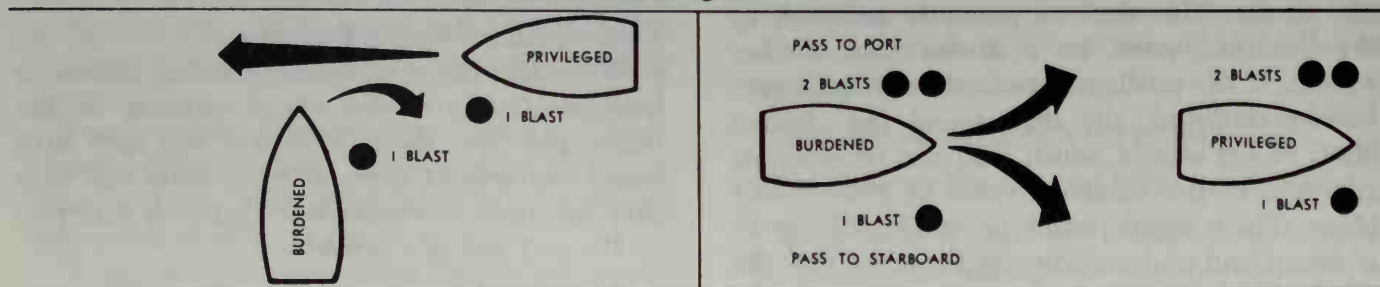 PRIVILEGED
1 BLAST
1 BLAST
BURDENED
PASS TO PORT
2 BLASTS
BURDENED
1 BLAST
PASS TO STARBOARD
2 BLASTS
PRIVILEGED
1 BLAST